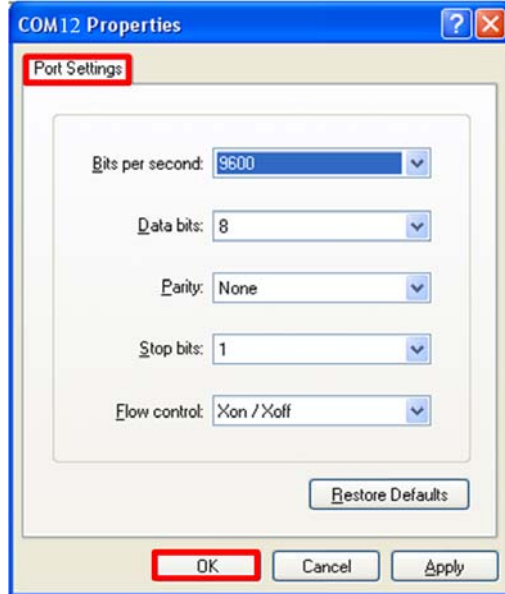 COM12 Properties
Port Settings
Bits per second: 9600
Data bits: 8
Parity: None
Stop bits: 1
Flow control: Xon / Xoff
Restore Defaults
OK Cancel Apply